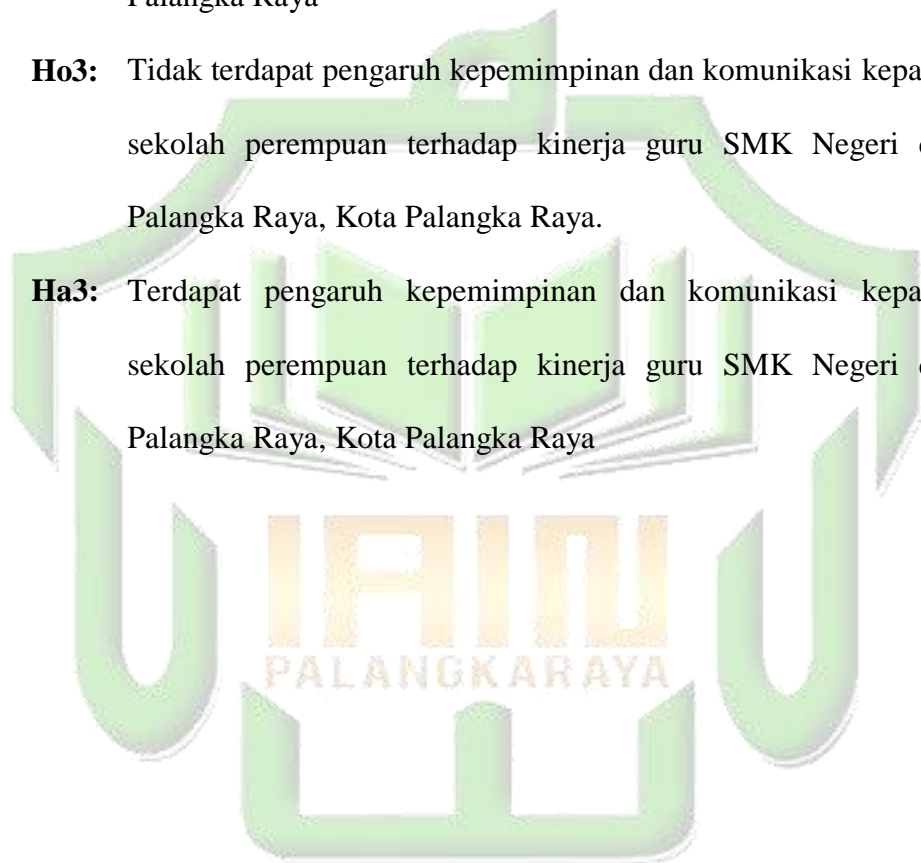 Palangka Raya
Ho3: Tidak terdapat pengaruh kepemimpinan dan komunikasi kepa
sekolah perempuan terhadap kinerja guru SMK Negeri
Palangka Raya, Kota Palangka Raya.
Ha3: Terdapat pengaruh kepemimpinan dan komunikasi kepa
sekolah perempuan terhadap kinerja guru SMK Negeri
Palangka Raya, Kota Palangka Raya
IAIN
PALANGKARAYA